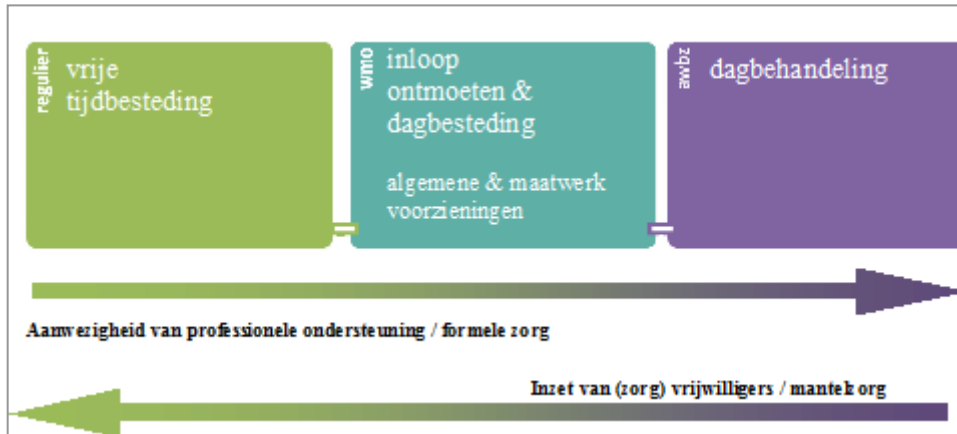 regulier
vrije
tijdbesteding
wmo
inloop
ontmoeten &
dagbesteding
algemene & maatwerk
voorzieningen
awbz
dagbehandeling
Aanwezigheid van professionele ondersteuning / formele zorg
Inzet van (zorg) vrijwilligers / mantelzorg